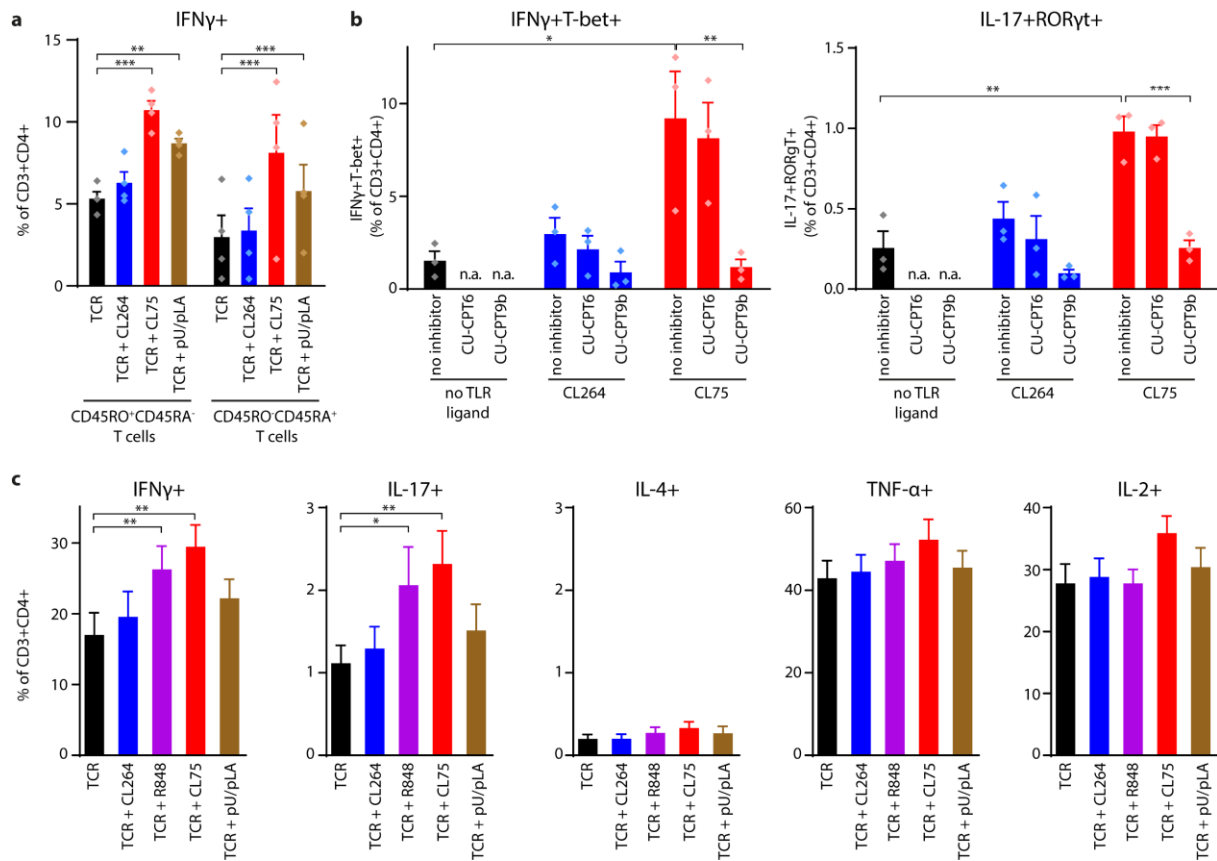 a
IFNγ+
% of CD3+CD4+
15
10
5
0
**
***
***
***
TCR
TCR + CL264
TCR + CL75
TCR + pU/pLA
TCR
TCR + CL264
TCR + CL75
TCR + pU/pLA
CD45RO⁺CD45RA⁻
T cells
CD45RO⁻CD45RA⁺
T cells
b
IFNγ+T-bet+
IFNγ+T-bet+
(% of CD3+CD4+)
10
5
0
*
**
n.a.
n.a.
no inhibitor
CU-CPT6
CU-CPT9b
no inhibitor
CU-CPT6
CU-CPT9b
no inhibitor
CU-CPT6
CU-CPT9b
no TLR
ligand
CL264
CL75
IL-17+RORγt+
IL-17+RORgT+
(% of CD3+CD4+)
1.5
1.0
0.5
0.0
**
***
n.a.
n.a.
no inhibitor
CU-CPT6
CU-CPT9b
no inhibitor
CU-CPT6
CU-CPT9b
no inhibitor
CU-CPT6
CU-CPT9b
no TLR
ligand
CL264
CL75
c
IFNγ+
% of CD3+CD4+
30
20
10
0
**
**
TCR
TCR + CL264
TCR + R848
TCR + CL75
TCR + pU/pLA
IL-17+
3
2
1
0
**
*
TCR
TCR + CL264
TCR + R848
TCR + CL75
TCR + pU/pLA
IL-4+
3
2
1
0
TCR
TCR + CL264
TCR + R848
TCR + CL75
TCR + pU/pLA
TNF-α+
60
40
20
0
TCR
TCR + CL264
TCR + R848
TCR + CL75
TCR + pU/pLA
IL-2+
40
30
20
10
0
TCR
TCR + CL264
TCR + R848
TCR + CL75
TCR + pU/pLA